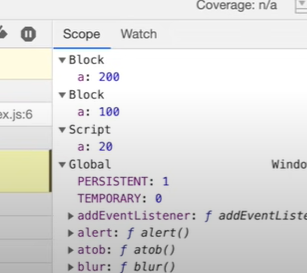 Coverage: n/a
Scope Watch
Block
a: 200
Block
a: 100
ex.js:6
Script
a: 20
Global Windo
PERSISTENT: 1
TEMPORARY: 0
addEventListener: ƒ addEventListe
alert: ƒ alert()
atob: ƒ atob()
blur: ƒ blur()